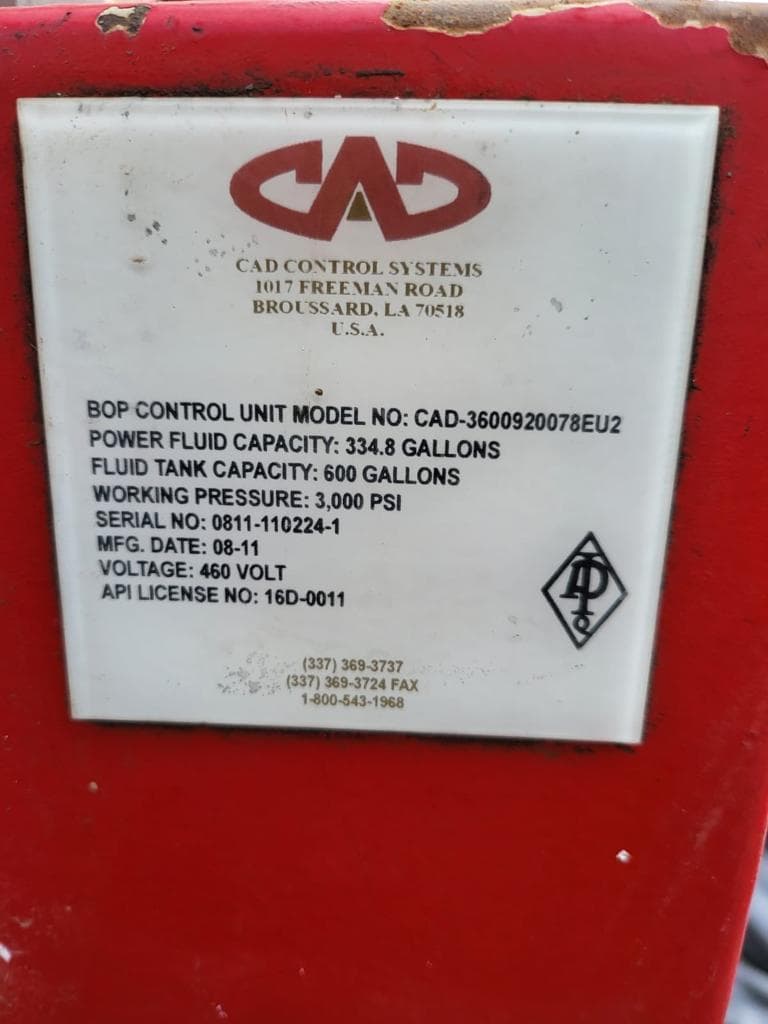 CAD
CAD CONTROL SYSTEMS
1017 FREEMAN ROAD
BROUSSARD, LA 70518
U.S.A.
BOP CONTROL UNIT MODEL NO: CAD-3600920078EU2
POWER FLUID CAPACITY: 334.8 GALLONS
FLUID TANK CAPACITY: 600 GALLONS
WORKING PRESSURE: 3,000 PSI
SERIAL NO: 0811-110224-1
MFG. DATE: 08-11
VOLTAGE: 460 VOLT
API LICENSE NO: 16D-0011
API Q
(337) 369-3737
(337) 369-3724 FAX
1-800-543-1968